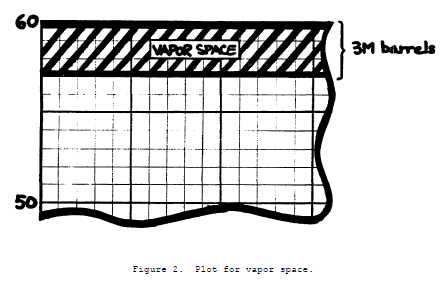 60
VAPOR SPACE
3M barrels
50
Figure 2. Plot for vapor space.